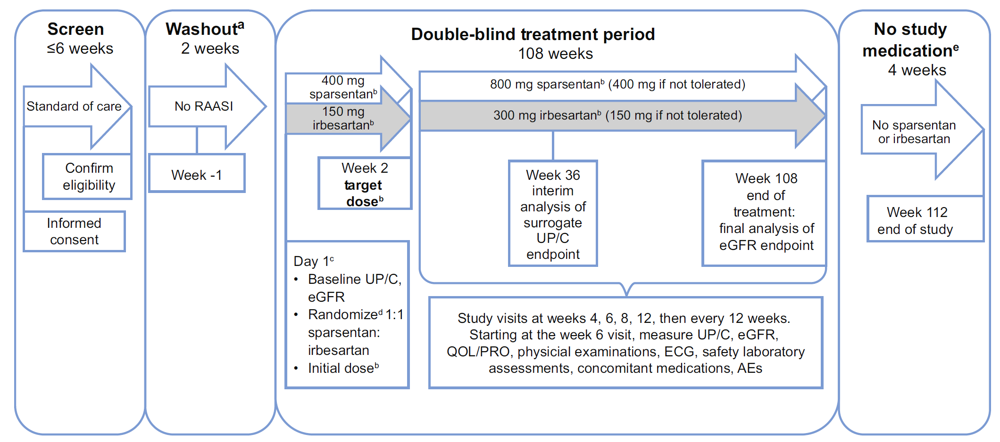 Screen
≤6 weeks
Standard of care
Confirm
eligibility
Informed
consent
Washoutᵃ
2 weeks
No RAASI
Week -1
Double-blind treatment period
108 weeks
400 mg
sparsentanᵇ
150 mg
irbesartanᵇ
800 mg sparsentanᵇ (400 mg if not tolerated)
300 mg irbesartanᵇ (150 mg if not tolerated)
Week 2
target
doseᵇ
Day 1ᶜ
• Baseline UP/C,
eGFR
• Randomizeᵈ 1:1
sparsentan:
irbesartan
• Initial doseᵇ
Week 36
interim
analysis of
surrogate
UP/C
endpoint
Week 108
end of
treatment:
final analysis of
eGFR endpoint
Study visits at weeks 4, 6, 8, 12, then every 12 weeks.
Starting at the week 6 visit, measure UP/C, eGFR,
QOL/PRO, physicial examinations, ECG, safety laboratory
assessments, concomitant medications, AEs
No study
medicationᵉ
4 weeks
No sparsentan
or irbesartan
Week 112
end of study